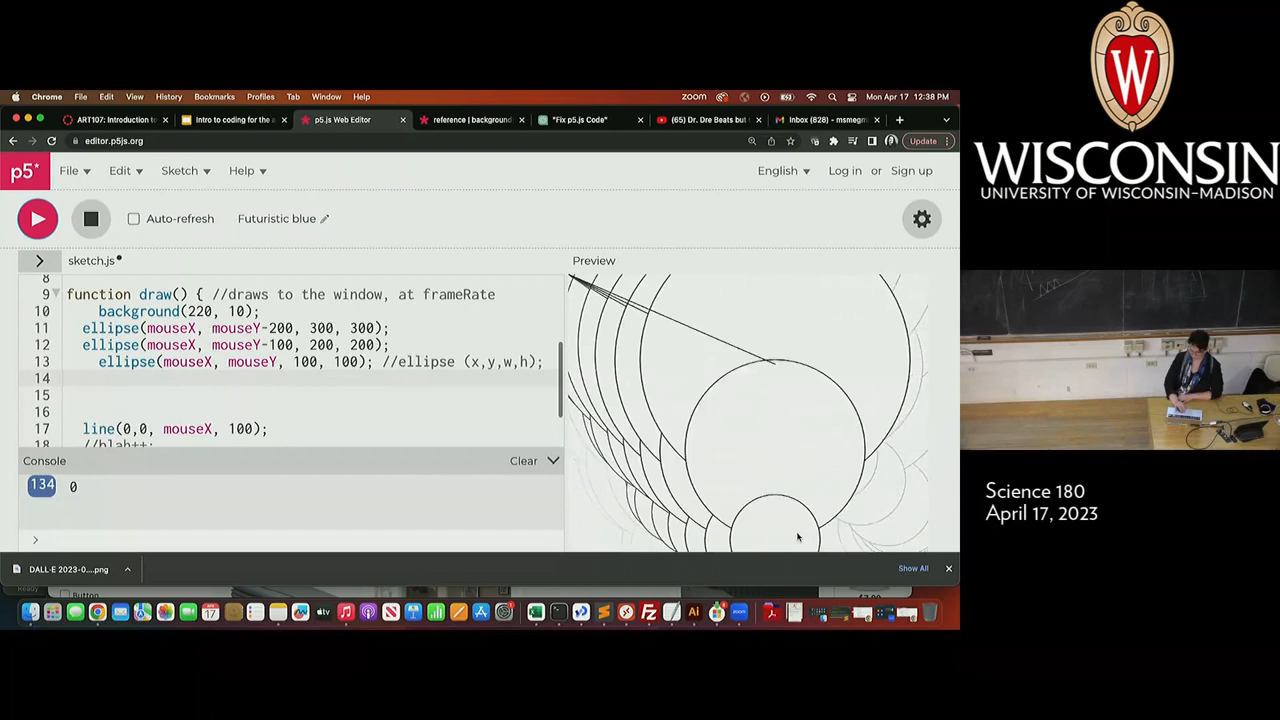 W
WISCONSIN
UNIVERSITY OF WISCONSIN–MADISON
Chrome File Edit View History Bookmarks Profiles Tab Window Help
zoom Mon Apr 17 12:38 PM
ART107: Introduction to
Intro to coding for the a
p5.js Web Editor
reference | background
"Fix p5.js Code"
(65) Dr. Dre Beats but
Inbox (828) - msmegm
editor.p5js.org
Update
p5*
File Edit Sketch Help
English Log in or Sign up
Auto-refresh Futuristic blue
sketch.js
Preview
8
9 function draw() { //draws to the window, at frameRate
10 background(220, 10);
11 ellipse(mouseX, mouseY-200, 300, 300);
12 ellipse(mouseX, mouseY-100, 200, 200);
13 ellipse(mouseX, mouseY, 100, 100); //ellipse (x,y,w,h);
14
15
16
17 line(0,0, mouseX, 100);
18 //blah++;
Console
Clear
134 0
DALL·E 2023-0....png
Show All
Button
Science 180
April 17, 2023